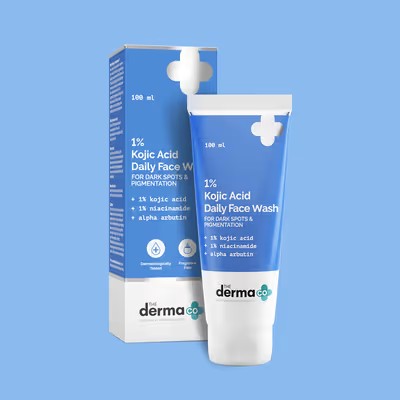 100 ml
1%
Kojic Acid
Daily Face W
FOR DARK SPOTS &
PIGMENTATION
+ 1% kojic acid
+ 1% niacinamide
+ alpha arbutin
Dermatologically
Tested
Fragrance
Free
THE
derma co
100 ml
1%
Kojic Acid
Daily Face Wash
FOR DARK SPOTS &
PIGMENTATION
+ 1% kojic acid
+ 1% niacinamide
+ alpha arbutin
THE
derma co